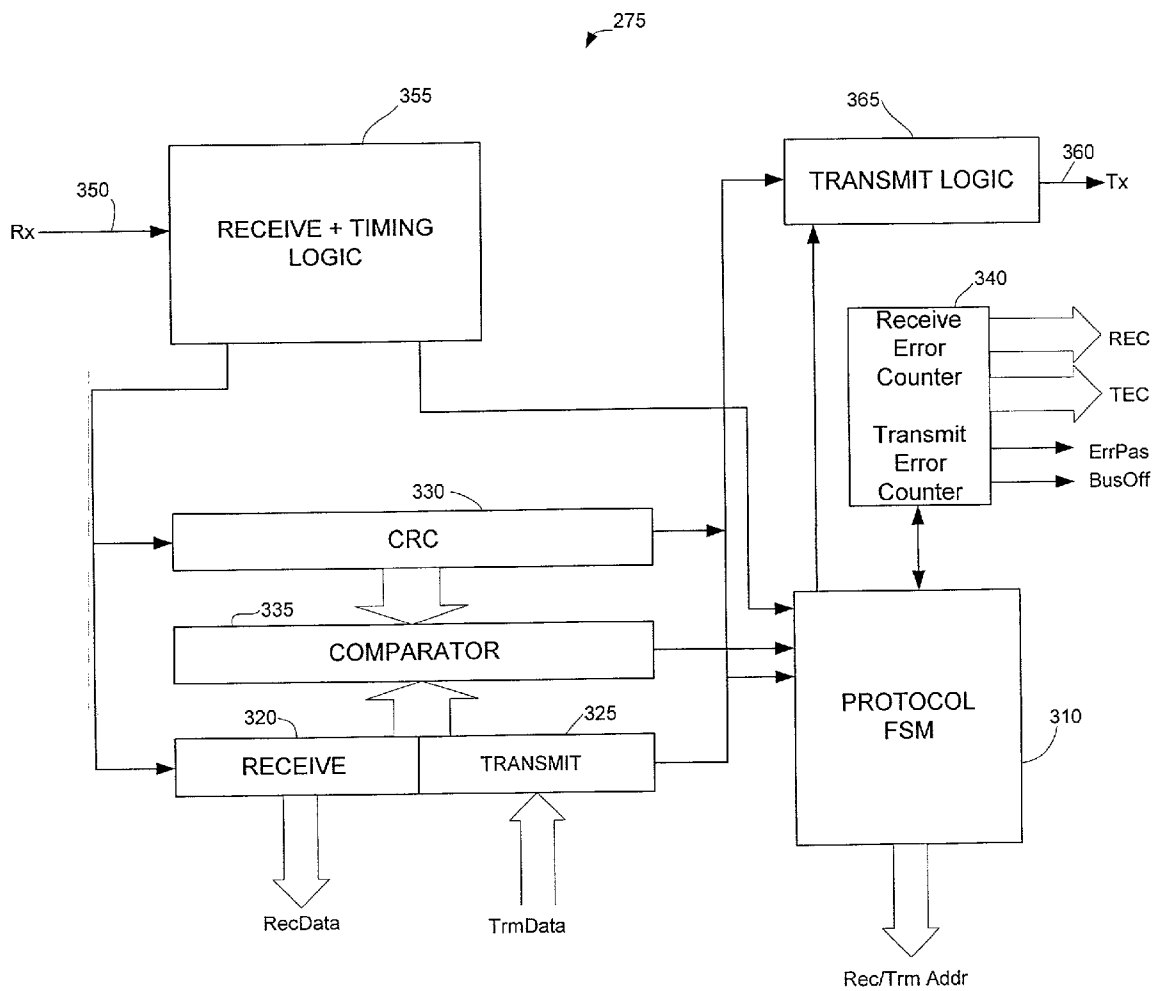 275
355
365
350
360
TRANSMIT LOGIC
Tx
Rx
RECEIVE + TIMING
LOGIC
340
Receive
Error
Counter
REC
TEC
Transmit
Error
Counter
ErrPas
BusOff
330
CRC
335
COMPARATOR
320
325
RECEIVE
TRANSMIT
PROTOCOL
FSM
310
RecData
TrmData
Rec/Trm Addr